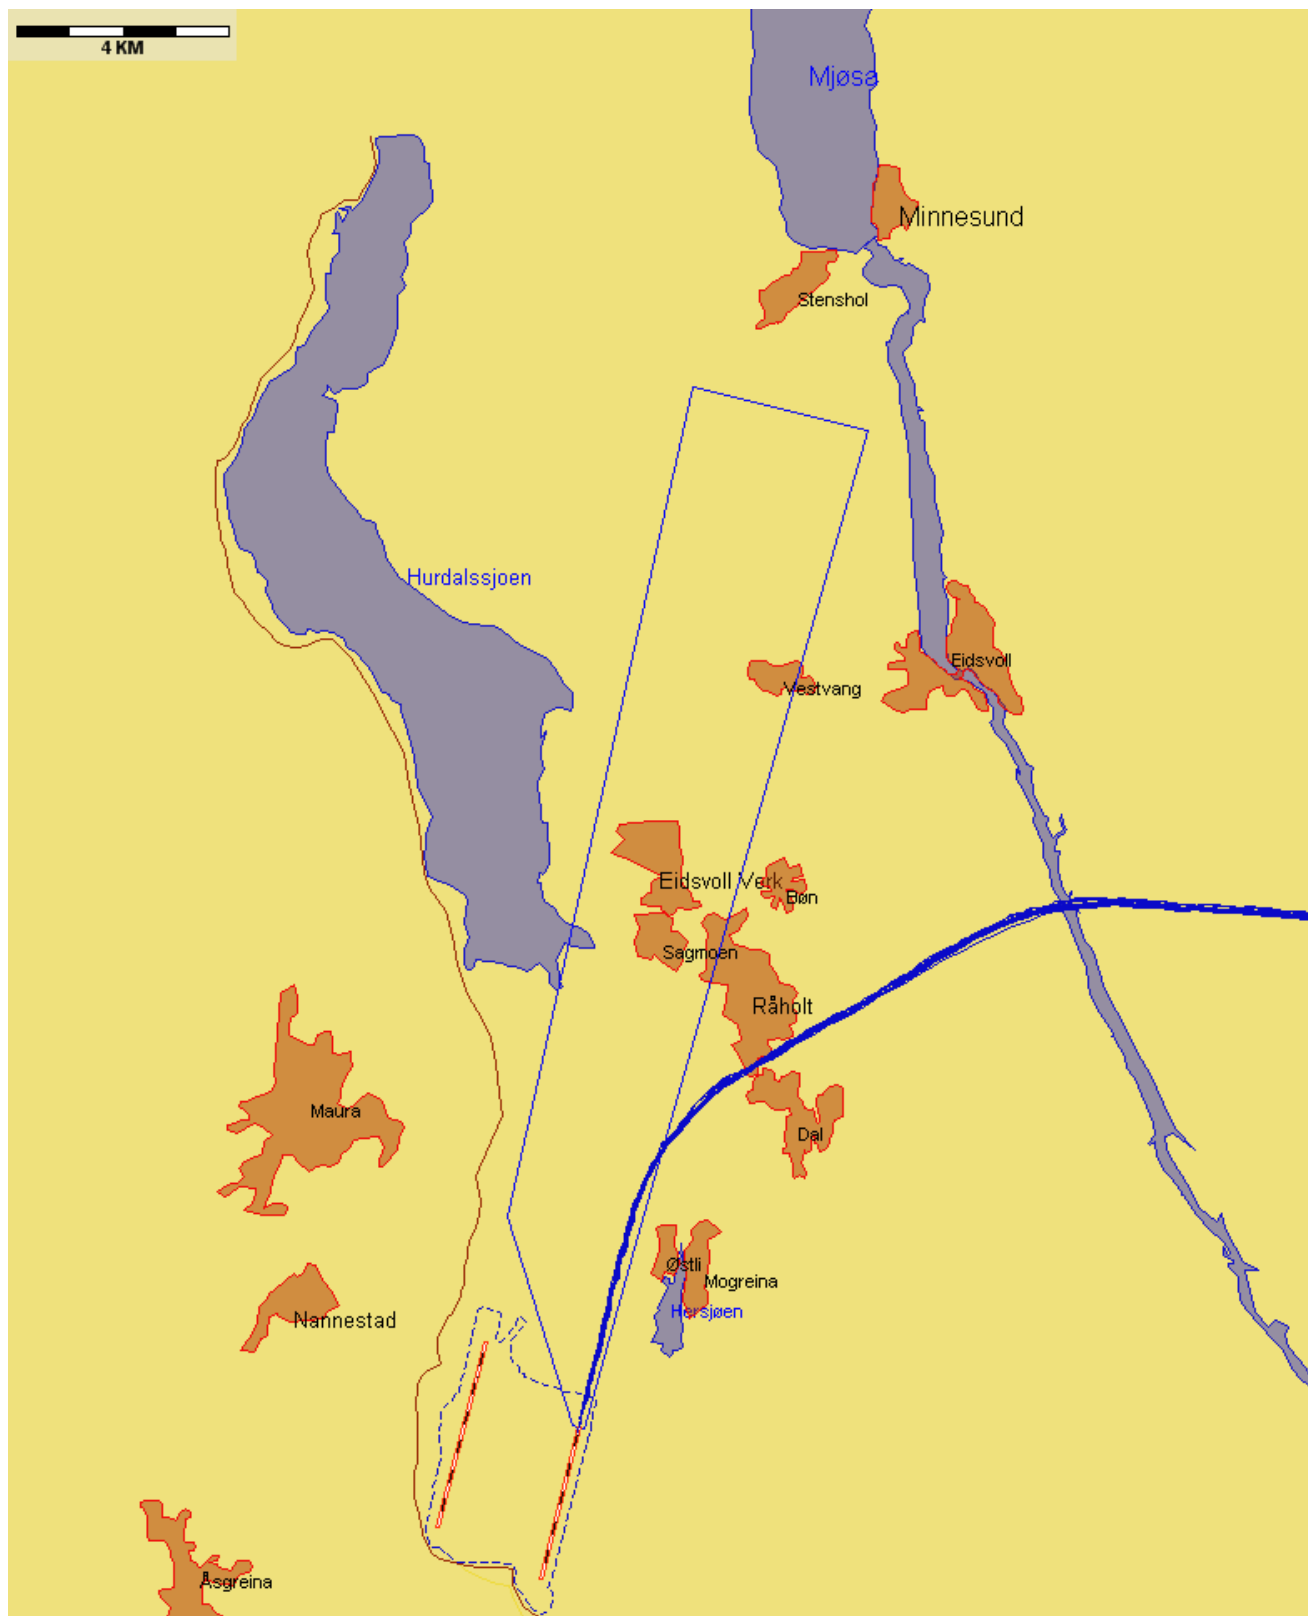 4 KM
Mjøsa
Minnesund
Stenshol
Hurdalssjoen
Eidsvoll
Vestvang
Eidsvoll Verk
Bøn
Sagmoen
Råholt
Maura
Dal
Østli
Mogreina
Hersjøen
Nannestad
Åsgreina